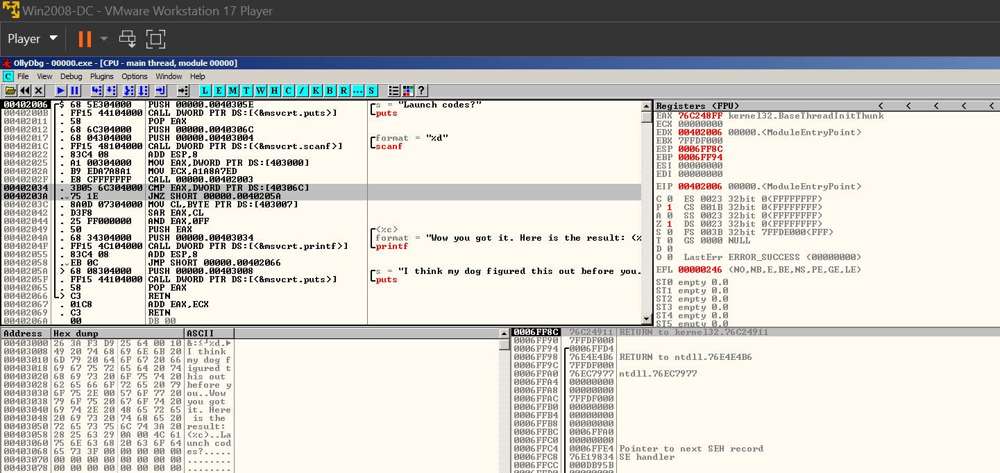 Win2008-DC - VMware Workstation 17 Player
Player
OllyDbg - 00000.exe - [CPU - main thread, module 00000]
C File View Debug Plugins Options Window Help
L E M T W H C / K B R ... S ?
00402006 $ 68 5E304000 PUSH 00000.0040305E s = "Launch codes?"
0040200B . FF15 44104000 CALL DWORD PTR DS:[<&msvcrt.puts>] puts
00402011 . 58 POP EAX
00402012 . 68 6C304000 PUSH 00000.0040306C
00402017 . 68 04304000 PUSH 00000.00403004 format = "%d"
0040201C . FF15 48104000 CALL DWORD PTR DS:[<&msvcrt.scanf>] scanf
00402022 . 83C4 08 ADD ESP,8
00402025 . A1 00304000 MOV EAX,DWORD PTR DS:[403000]
0040202A . B9 EDA7A8A1 MOV ECX,A1A8A7ED
0040202F . E8 CFFFFFFF CALL 00000.00402003
00402034 . 3B05 6C304000 CMP EAX,DWORD PTR DS:[40306C]
0040203A .v 75 1E JNZ SHORT 00000.0040205A
0040203C . 8A0D 07304000 MOV CL,BYTE PTR DS:[403007]
00402042 . D3F8 SAR EAX,CL
00402044 . 25 FF000000 AND EAX,0FF
00402049 . 50 PUSH EAX <%c>
0040204A . 68 34304000 PUSH 00000.00403034 format = "Wow you got it. Here is the result: (%
0040204F . FF15 4C104000 CALL DWORD PTR DS:[<&msvcrt.printf>] printf
00402055 . 83C4 08 ADD ESP,8
00402058 .v EB 0C JMP SHORT 00000.00402066
0040205A > 68 08304000 PUSH 00000.00403008 s = "I think my dog figured this out before you.
0040205F . FF15 44104000 CALL DWORD PTR DS:[<&msvcrt.puts>] puts
00402065 . 58 POP EAX
00402066 > C3 RETN
00402067 . 01C8 ADD EAX,ECX
00402069 . C3 RETN
0040206A 00 DB 00
Registers (FPU) < < < < <
EAX 76C248FF kernel32.BaseThreadInitThunk
ECX 00000000
EDX 00402006 00000.<ModuleEntryPoint>
EBX 7FFDF000
ESP 0006FF8C
EBP 0006FF94
ESI 00000000
EDI 00000000
EIP 00402006 00000.<ModuleEntryPoint>
C 0 ES 0023 32bit 0(FFFFFFFF)
P 1 CS 001B 32bit 0(FFFFFFFF)
A 0 SS 0023 32bit 0(FFFFFFFF)
Z 1 DS 0023 32bit 0(FFFFFFFF)
S 0 FS 003B 32bit 7FFDE000(FFF)
T 0 GS 0000 NULL
D 0
O 0 LastErr ERROR_SUCCESS (00000000)
EFL 00000246 (NO,NB,E,BE,NS,PE,GE,LE)
ST0 empty 0.0
ST1 empty 0.0
ST2 empty 0.0
ST3 empty 0.0
ST4 empty 0.0
ST5 empty 0.0
Address Hex dump ASCII
00403000 26 3A F3 D9 25 64 00 10 &:≤┘%d.►
00403008 49 20 74 68 69 6E 6B 20 I think
00403010 6D 79 20 64 6F 67 20 66 my dog f
00403018 69 67 75 72 65 64 20 74 igured t
00403020 68 69 73 20 6F 75 74 20 his out
00403028 62 65 66 6F 72 65 20 79 before y
00403030 6F 75 2E 00 57 6F 77 20 ou..Wow
00403038 79 6F 75 20 67 6F 74 20 you got
00403040 69 74 2E 20 48 65 72 65 it. Here
00403048 20 69 73 20 74 68 65 20 is the
00403050 72 65 73 75 6C 74 3A 20 result:
00403058 28 25 63 29 0A 00 4C 61 (%c)..La
00403060 75 6E 63 68 20 63 6F 64 unch cod
00403068 65 73 3F 00 00 00 00 00 es?.....
00403070 00 00 00 00 00 00 00 00 ........
00403078 00 00 00 00 00 00 00 00 ........
0006FF8C 76C24911 RETURN to kernel32.76C24911
0006FF90 7FFDF000
0006FF94 0006FFD4
0006FF98 76E4E4B6 RETURN to ntdll.76E4E4B6
0006FF9C 7FFDF000
0006FFA0 76EC7977 ntdll.76EC7977
0006FFA4 00000000
0006FFA8 00000000
0006FFAC 7FFDF000
0006FFB0 00000000
0006FFB4 00000000
0006FFB8 00000000
0006FFBC 0006FFA0
0006FFC0 00000000
0006FFC4 0006FFE4 Pointer to next SEH record
0006FFC8 76E19834 SE handler
0006FFCC 000DB95B